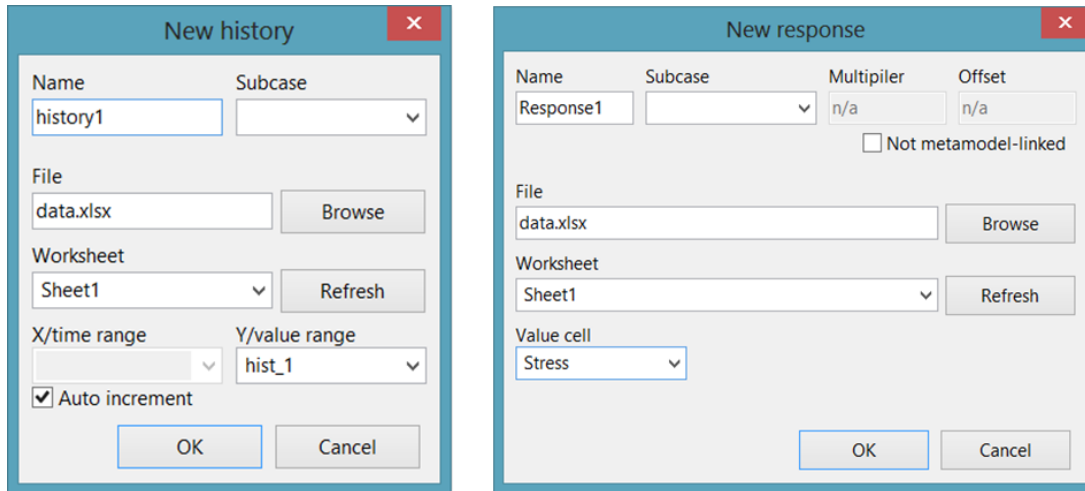 New history
Name Subcase
history1
File
data.xlsx Browse
Worksheet
Sheet1 Refresh
X/time range Y/value range
hist_1
Auto increment
OK Cancel
New response
Name Subcase Multipiler Offset
Response1 n/a n/a
Not metamodel-linked
File
data.xlsx Browse
Worksheet
Sheet1 Refresh
Value cell
Stress
OK Cancel